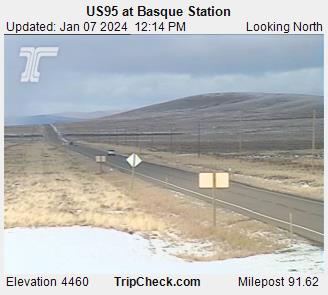 US95 at Basque Station
Updated: Jan 07 2024 12:14 PM Looking North
Elevation 4460 TripCheck.com Milepost 91.62